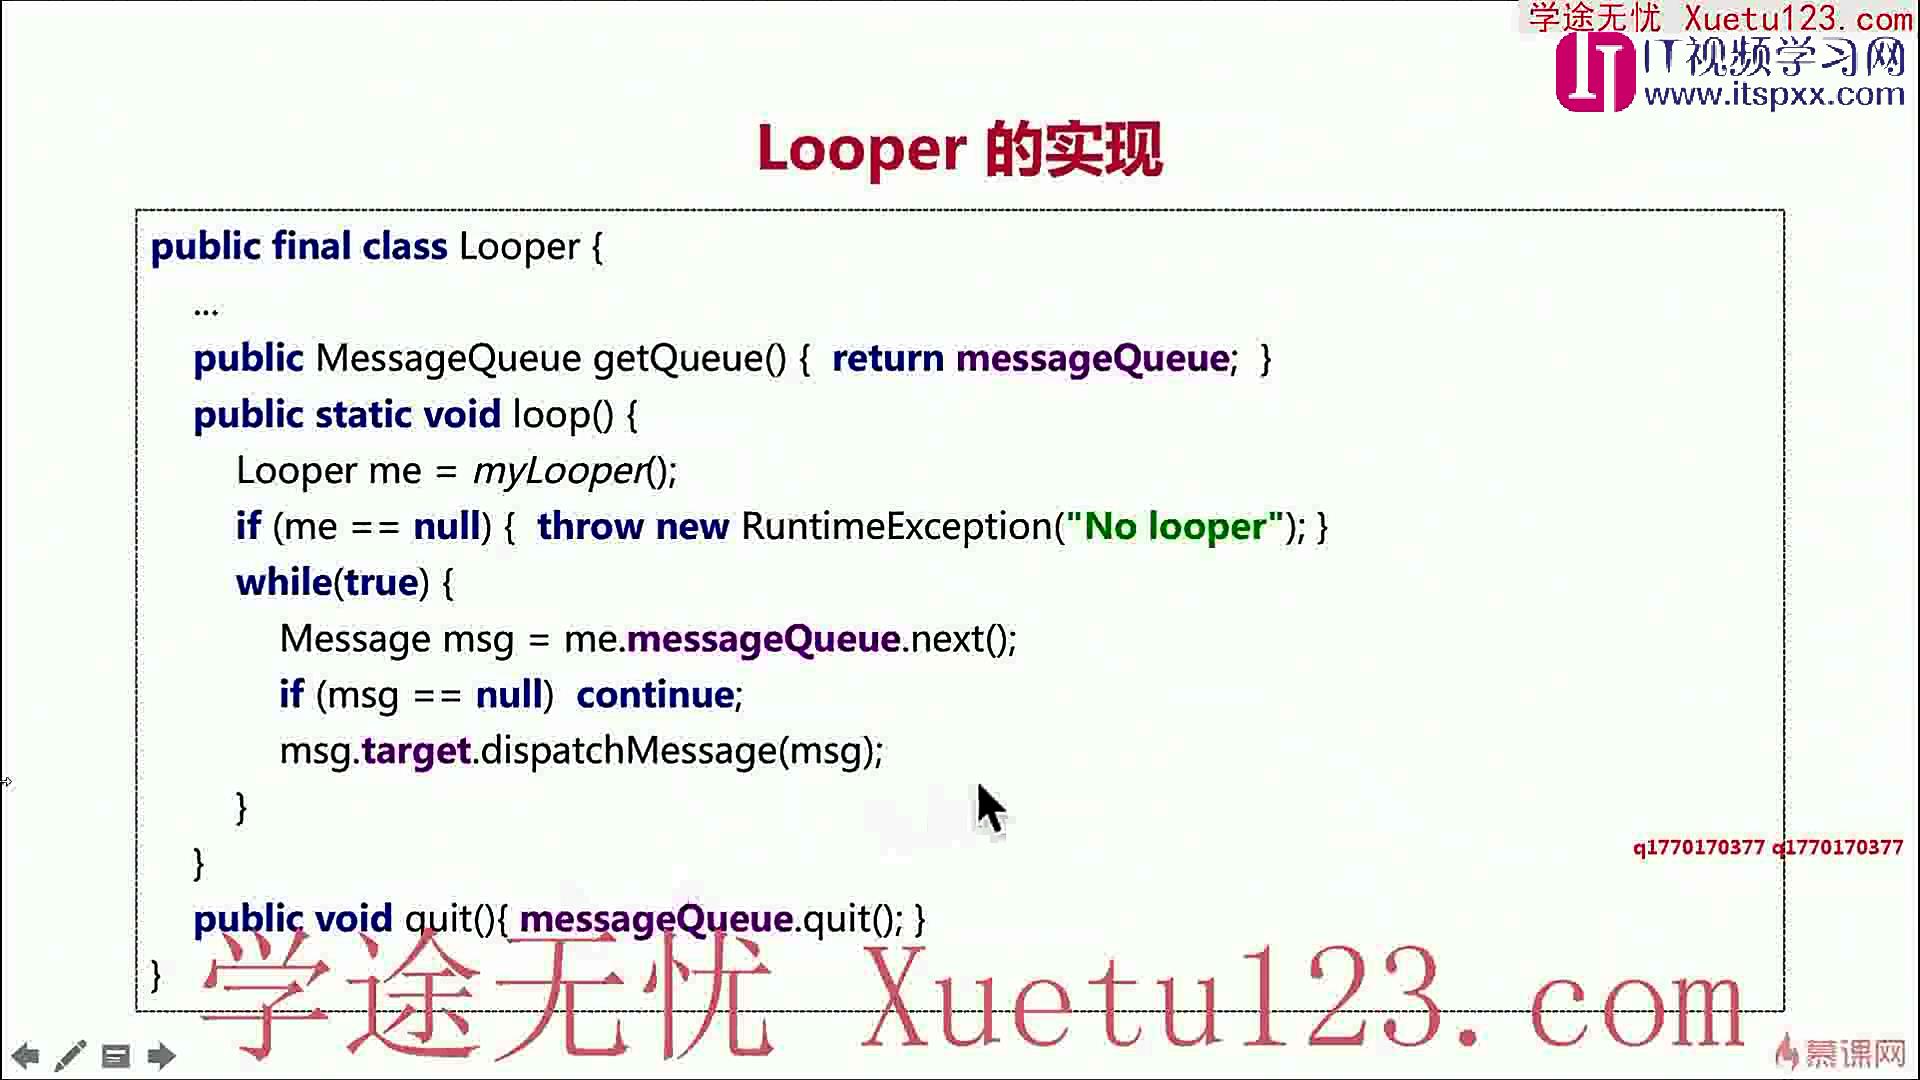 学途无忧 Xuetu123.com
IT视频学习网
www.itspxx.com
Looper 的实现
public final class Looper {
...
public MessageQueue getQueue() { return messageQueue; }
public static void loop() {
Looper me = myLooper();
if (me == null) { throw new RuntimeException("No looper"); }
while(true) {
Message msg = me.messageQueue.next();
if (msg == null) continue;
msg.target.dispatchMessage(msg);
}
}
q1770170377 q1770170377
public void quit(){ messageQueue.quit(); }
}
学途无忧 Xuetu123.com
慕课网